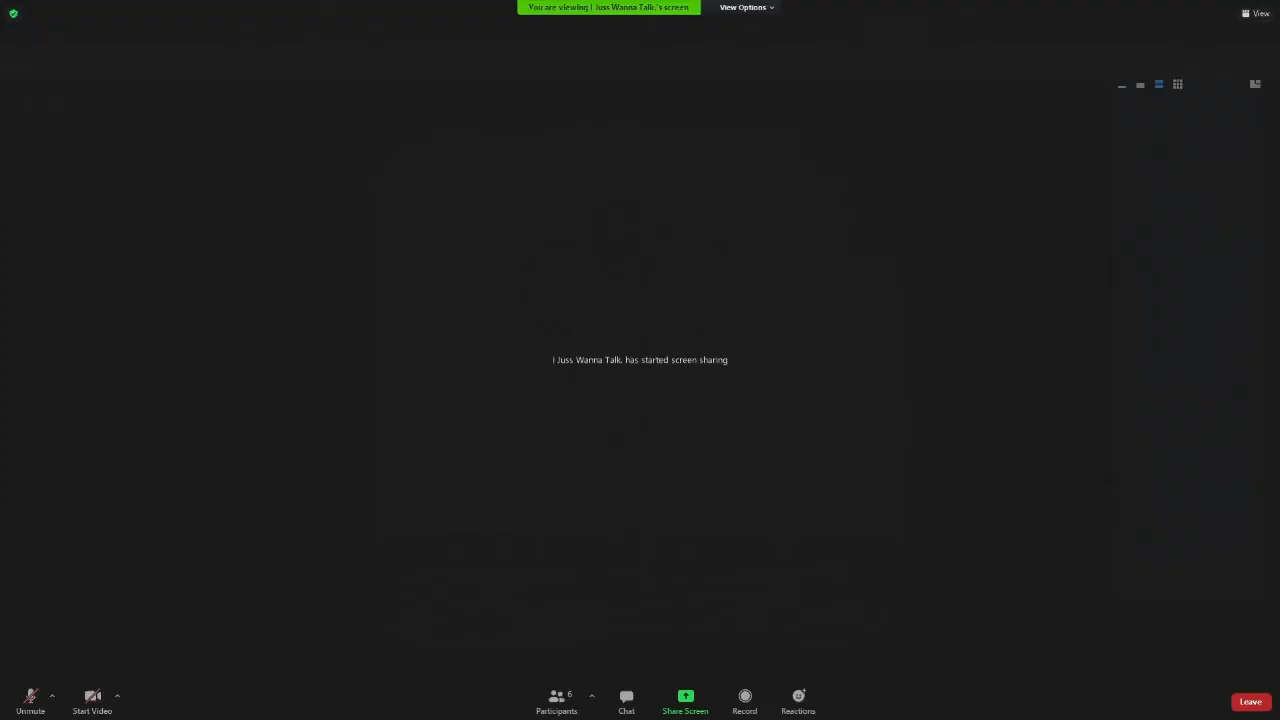 You are viewing I Juss Wanna Talk.'s screen
View Options
View
I Juss Wanna Talk. has started screen sharing
Unmute
Start Video
6
Participants
Chat
Share Screen
Record
Reactions
Leave